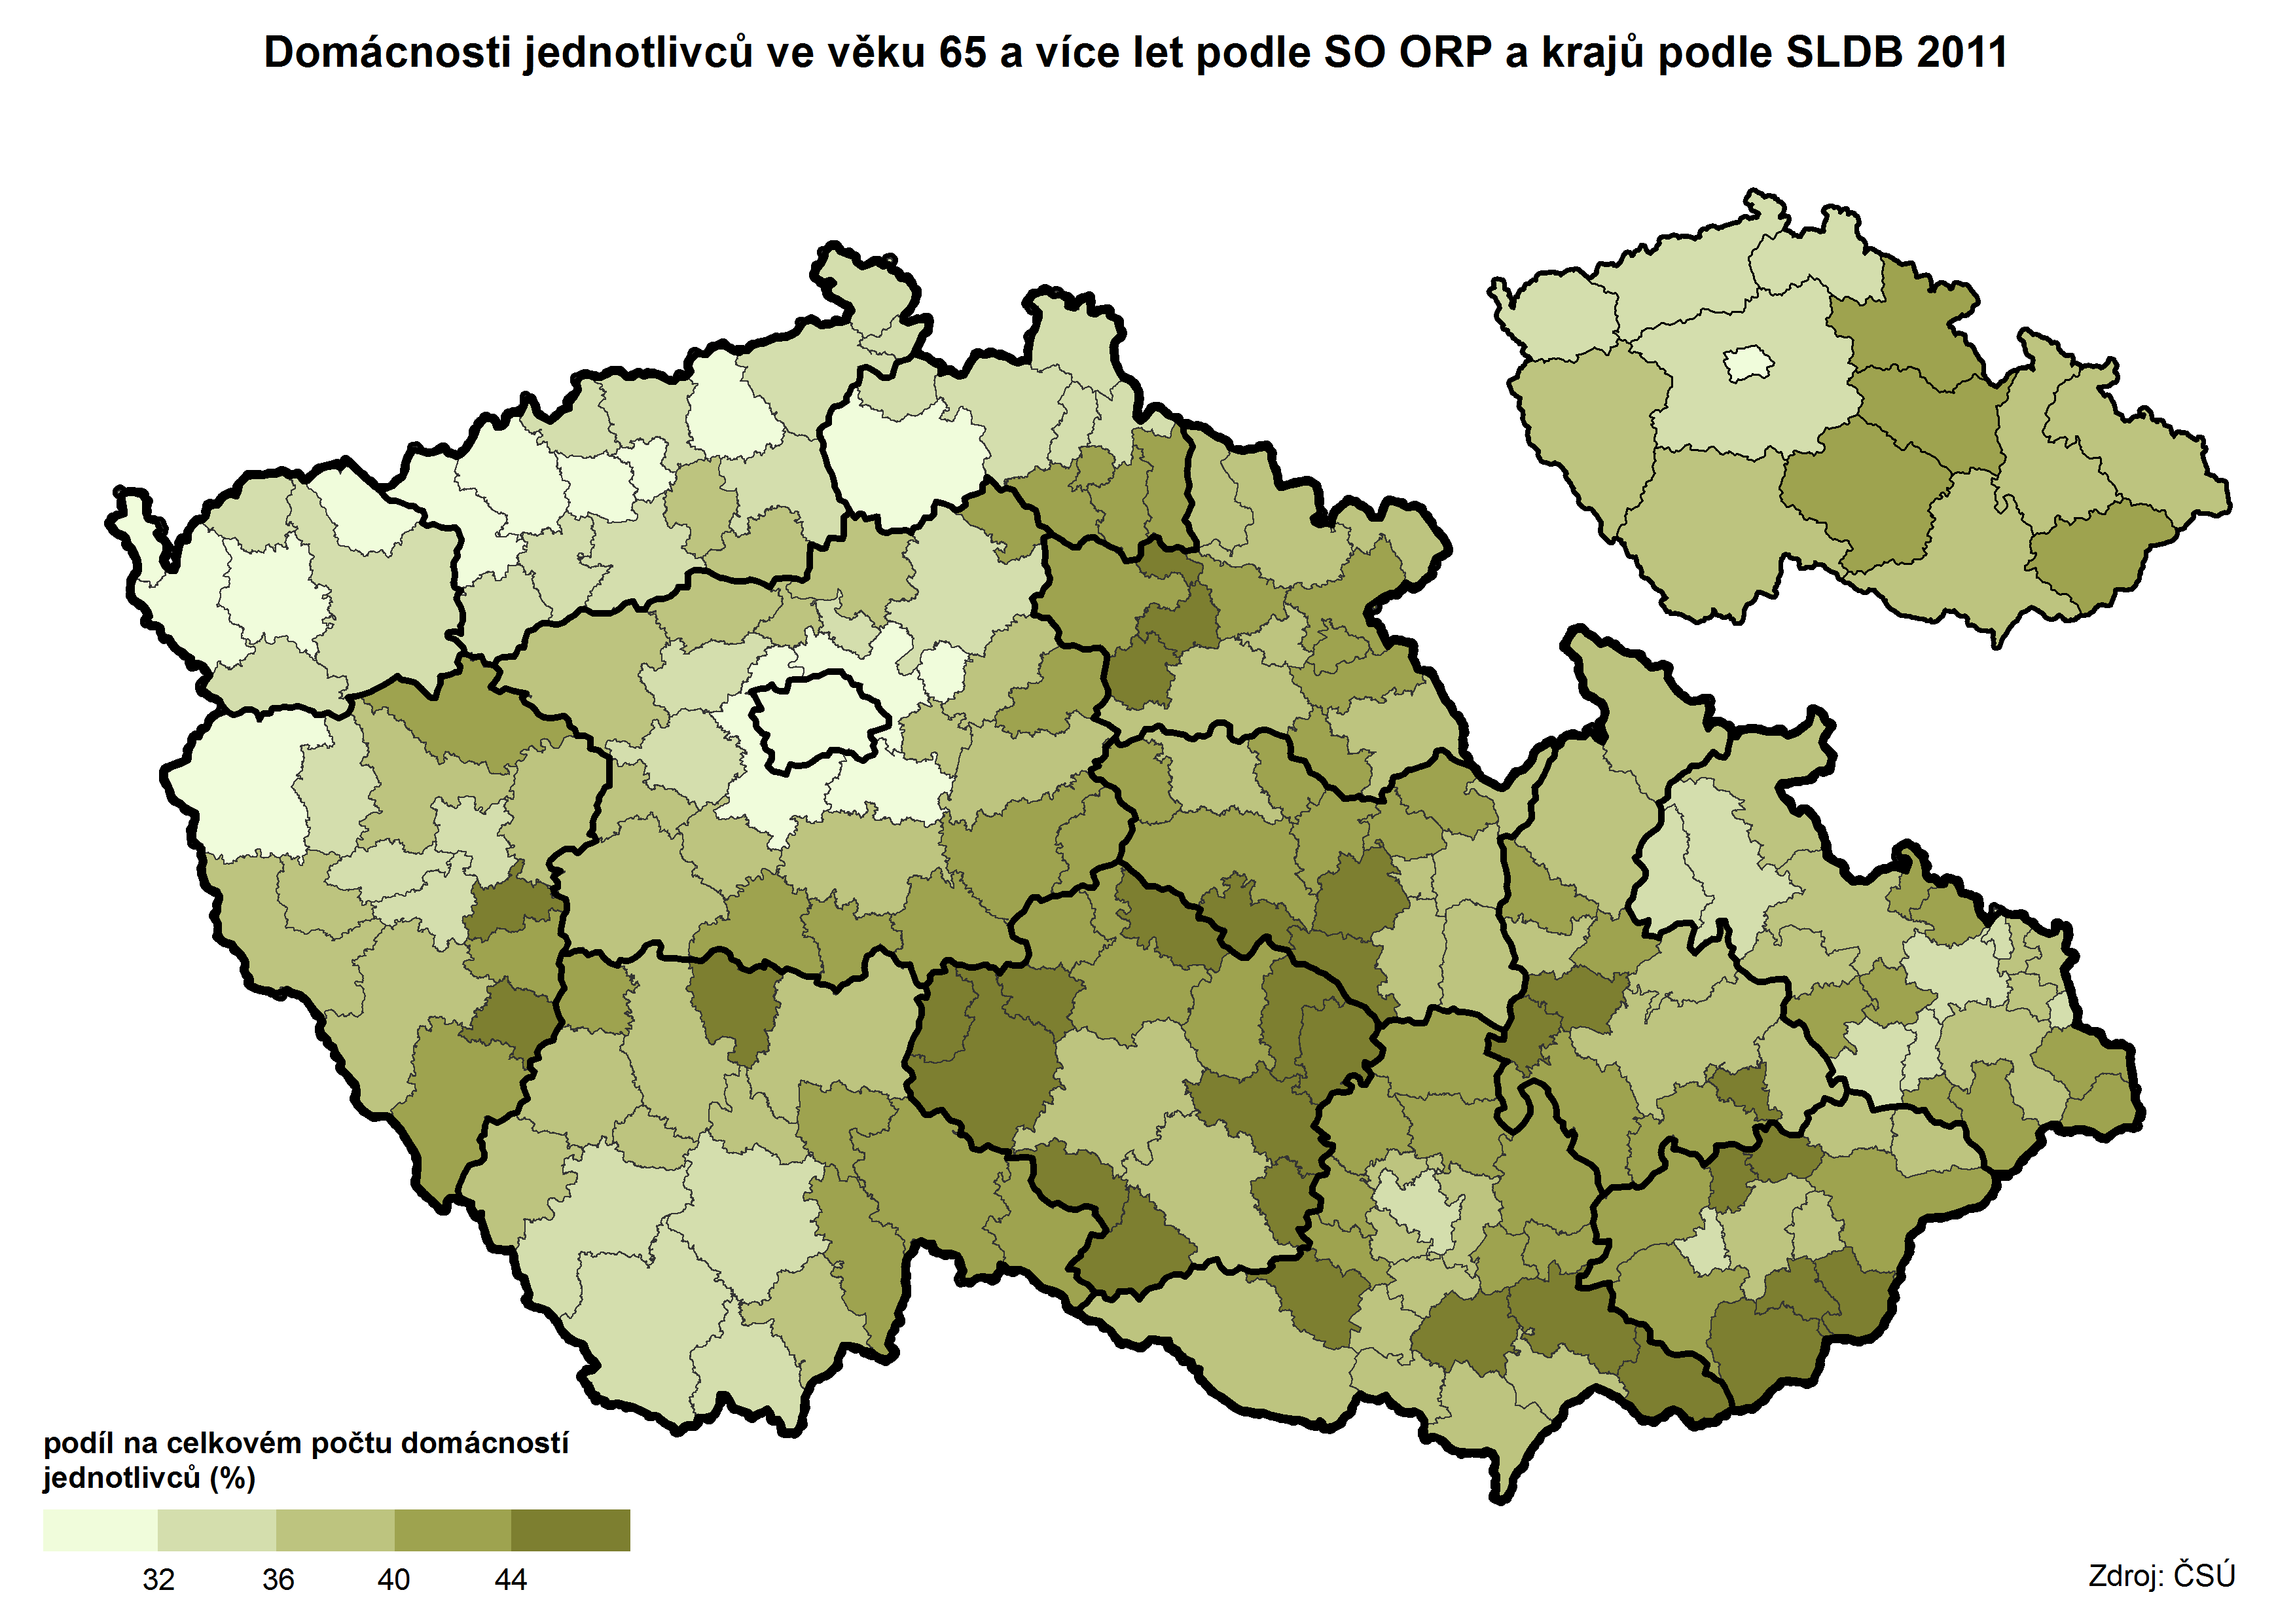 Domácnosti jednotlivců ve věku 65 a více let podle SO ORP a krajů podle SLDB 2011
podíl na celkovém počtu domácností
jednotlivců (%)
32 36 40 44
Zdroj: ČSÚ